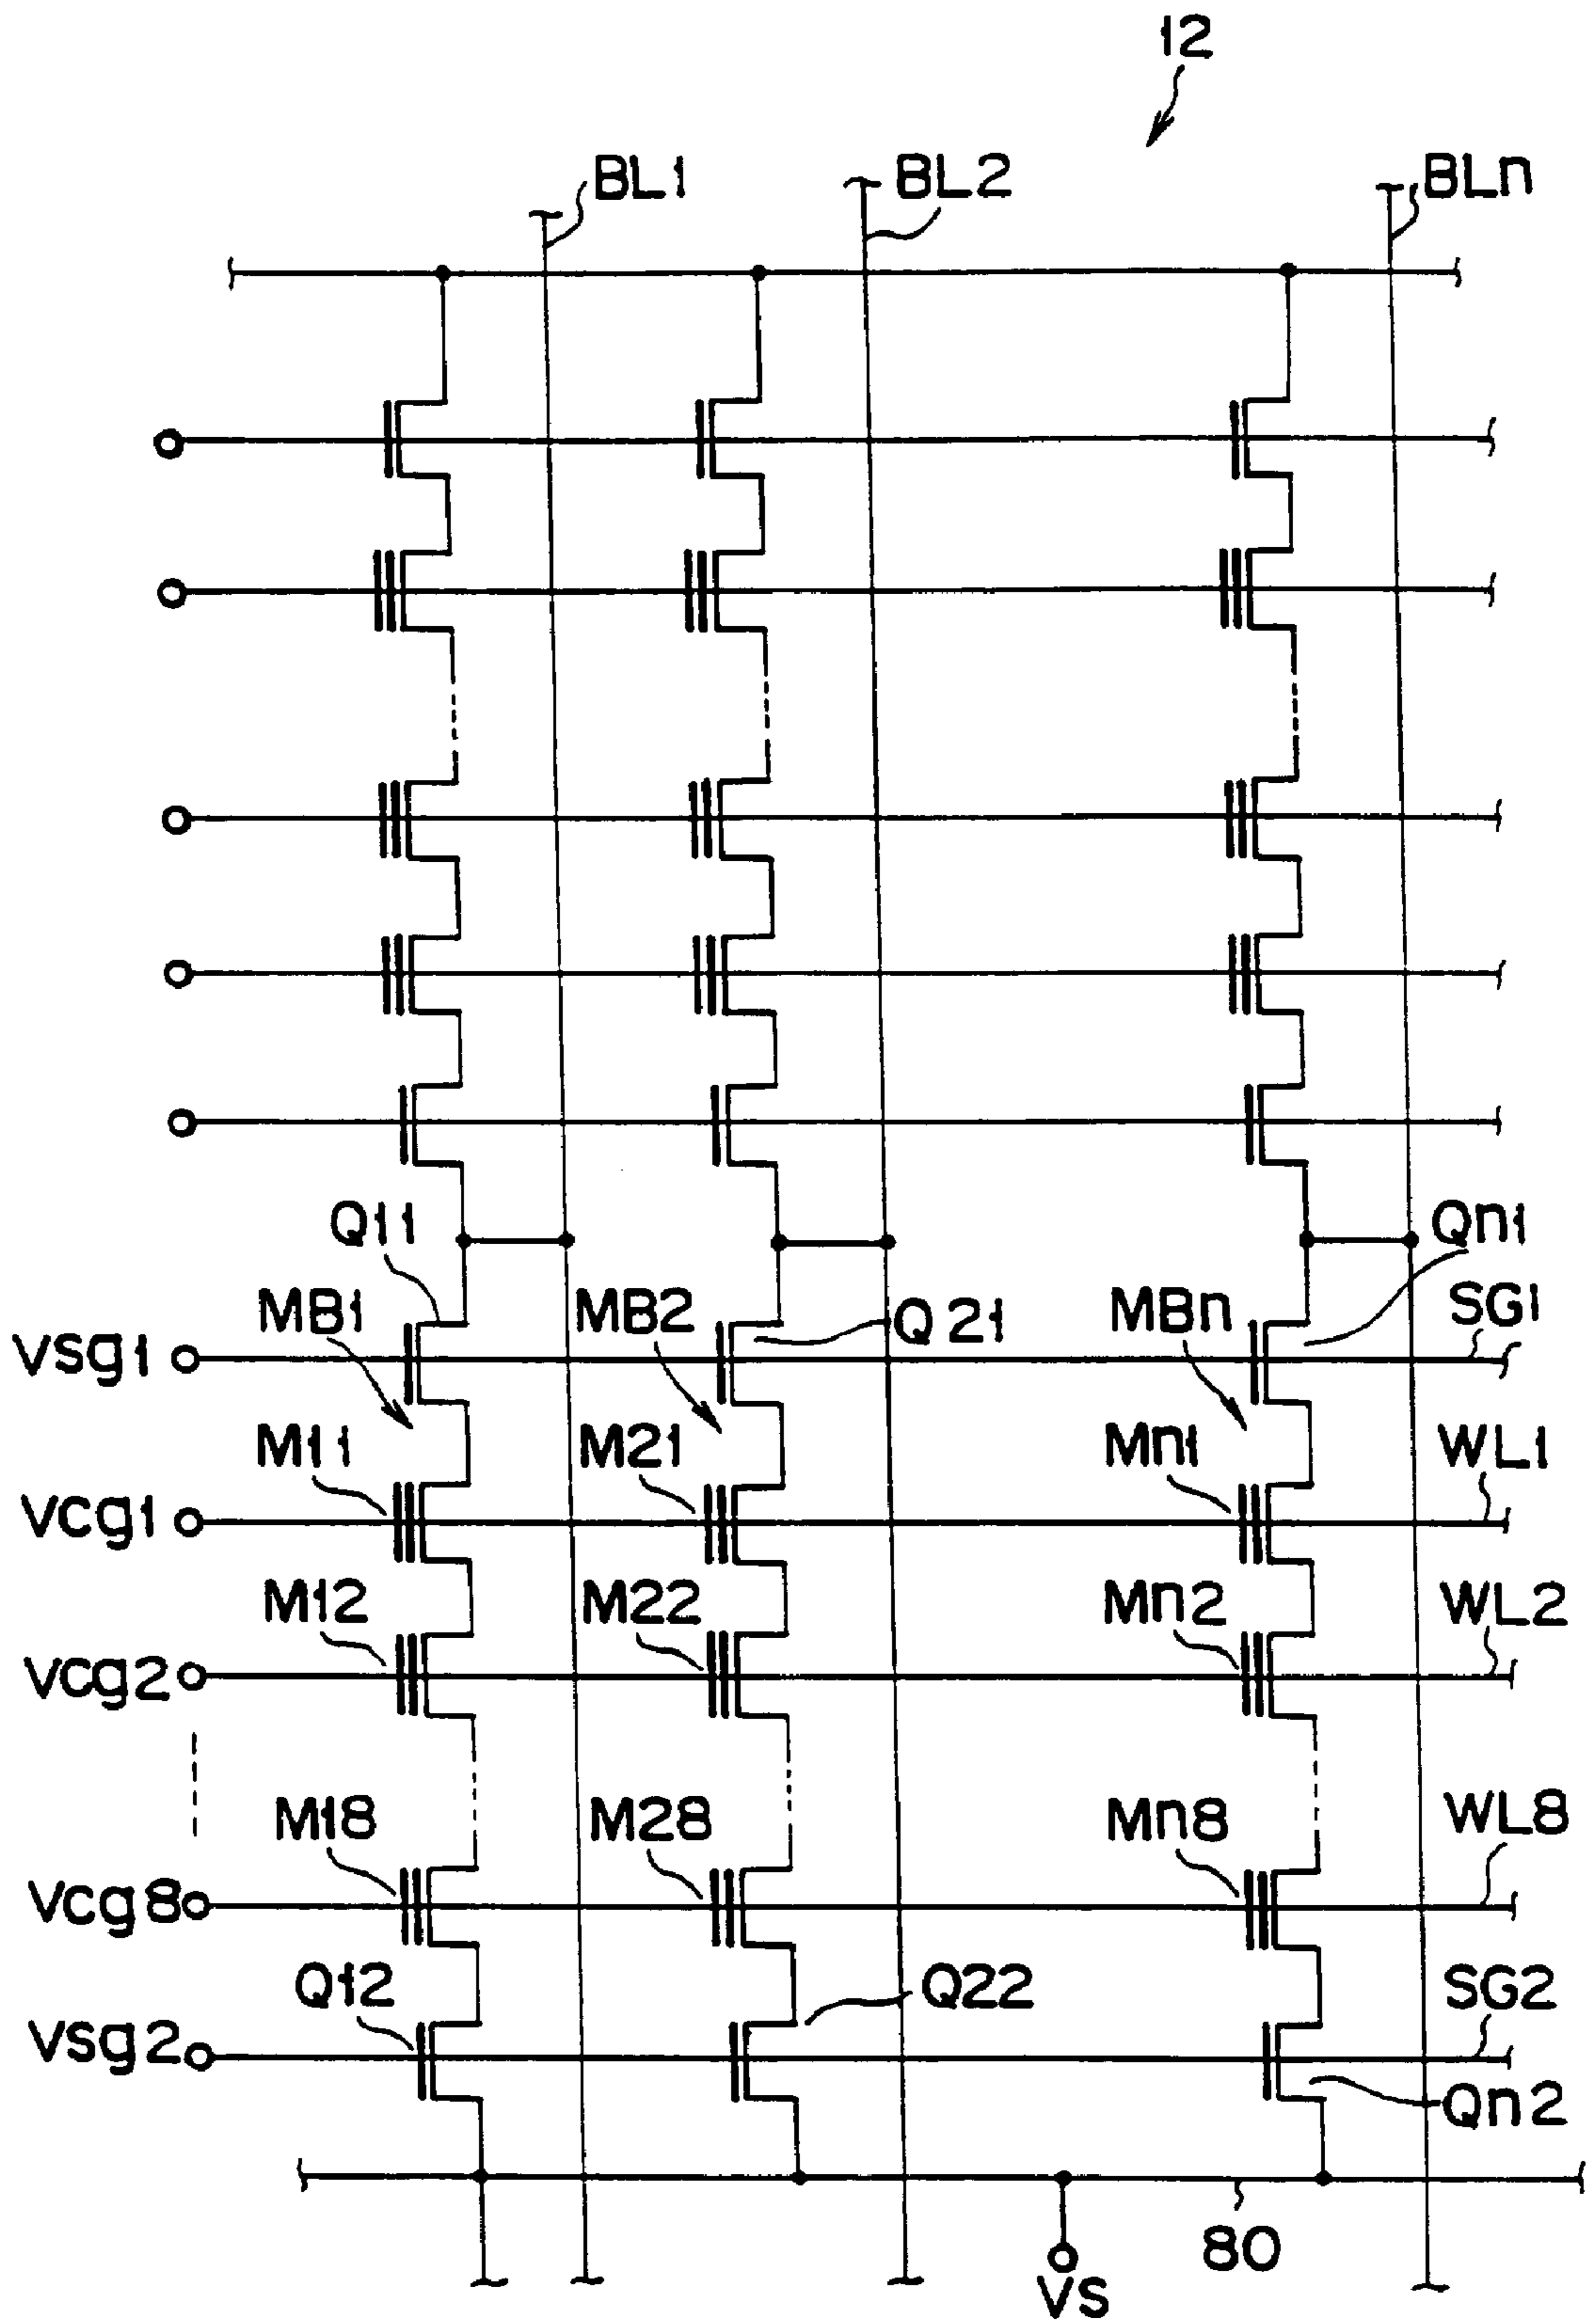 12
BL1 BL2 BLn
Q11 Qn1
MB1 MB2 Q21 MBn SG1
Vsg1
M11 M21 Mn1 WL1
Vcg1
M12 M22 Mn2 WL2
Vcg2
M18 M28 Mn8 WL8
Vcg8
Q12 Q22 SG2
Vsg2
Qn2
80
Vs